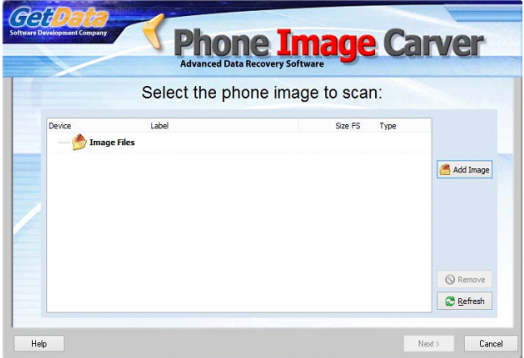 GetData
Software Development Company
Phone Image Carver
Advanced Data Recovery Software
Select the phone image to scan:
Device Label Size FS Type
Image Files
Add Image
Remove
Refresh
Help Next > Cancel